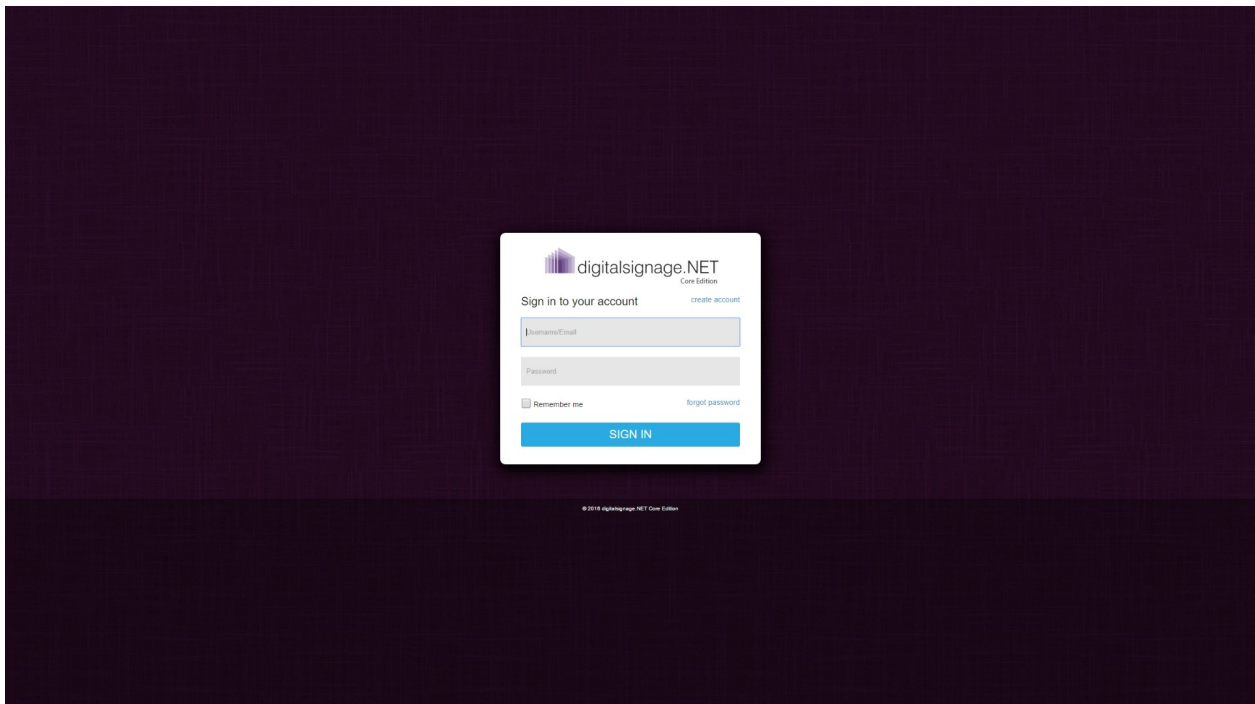 digitalsignage.NET
Core Edition
Sign in to your account create account
Username/Email
Password
Remember me forgot password
SIGN IN
© 2018 digitalsignage.NET Core Edition